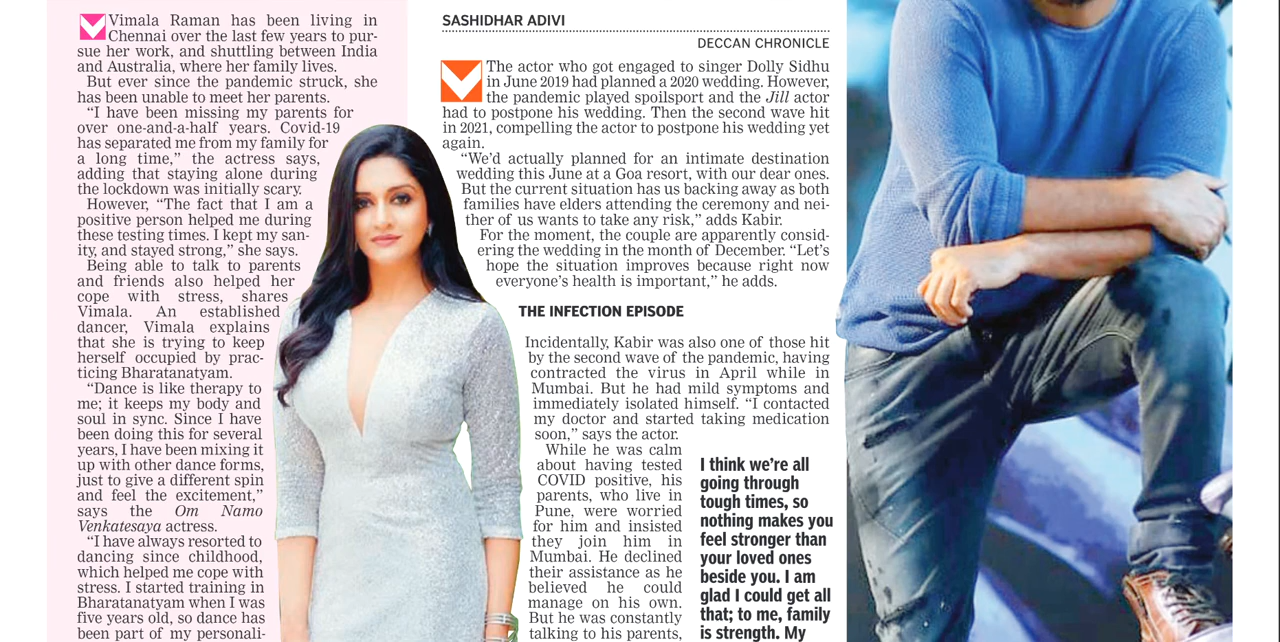 Vimala Raman has been living in
Chennai over the last few years to pur-
sue her work, and shuttling between India
and Australia, where her family lives.
But ever since the pandemic struck, she
has been unable to meet her parents.
“I have been missing my parents for
over one-and-a-half years. Covid-19
has separated me from my family for
a long time,” the actress says,
adding that staying alone during
the lockdown was initially scary.
However, “The fact that I am a
positive person helped me during
these testing times. I kept my san-
ity, and stayed strong,” she says.
Being able to talk to parents
and friends also helped her
cope with stress, shares
Vimala. An established
dancer, Vimala explains
that she is trying to keep
herself occupied by prac-
ticing Bharatanatyam.
“Dance is like therapy to
me; it keeps my body and
soul in sync. Since I have
been doing this for several
years, I have been mixing it
up with other dance forms,
just to give a different spin
and feel the excitement,”
says the Om Namo
Venkatesaya actress.
“I have always resorted to
dancing since childhood,
which helped me cope with
stress. I started training in
Bharatanatyam when I was
five years old, so dance has
been part of my personali-
SASHIDHAR ADIVI
DECCAN CHRONICLE
The actor who got engaged to singer Dolly Sidhu
in June 2019 had planned a 2020 wedding. However,
the pandemic played spoilsport and the Jill actor
had to postpone his wedding. Then the second wave hit
in 2021, compelling the actor to postpone his wedding yet
again.
“We’d actually planned for an intimate destination
wedding this June at a Goa resort, with our dear ones.
But the current situation has us backing away as both
families have elders attending the ceremony and nei-
ther of us wants to take any risk,” adds Kabir.
For the moment, the couple are apparently consid-
ering the wedding in the month of December. “Let’s
hope the situation improves because right now
everyone’s health is important,” he adds.
THE INFECTION EPISODE
Incidentally, Kabir was also one of those hit
by the second wave of the pandemic, having
contracted the virus in April while in
Mumbai. But he had mild symptoms and
immediately isolated himself. “I contacted
my doctor and started taking medication
soon,” says the actor.
While he was calm
about having tested
COVID positive, his
parents, who live in
Pune, were worried
for him and insisted
they join him in
Mumbai. He declined
their assistance as he
believed he could
manage on his own.
But he was constantly
talking to his parents,
I think we’re all
going through
tough times, so
nothing makes you
feel stronger than
your loved ones
beside you. I am
glad I could get all
that; to me, family
is strength. My